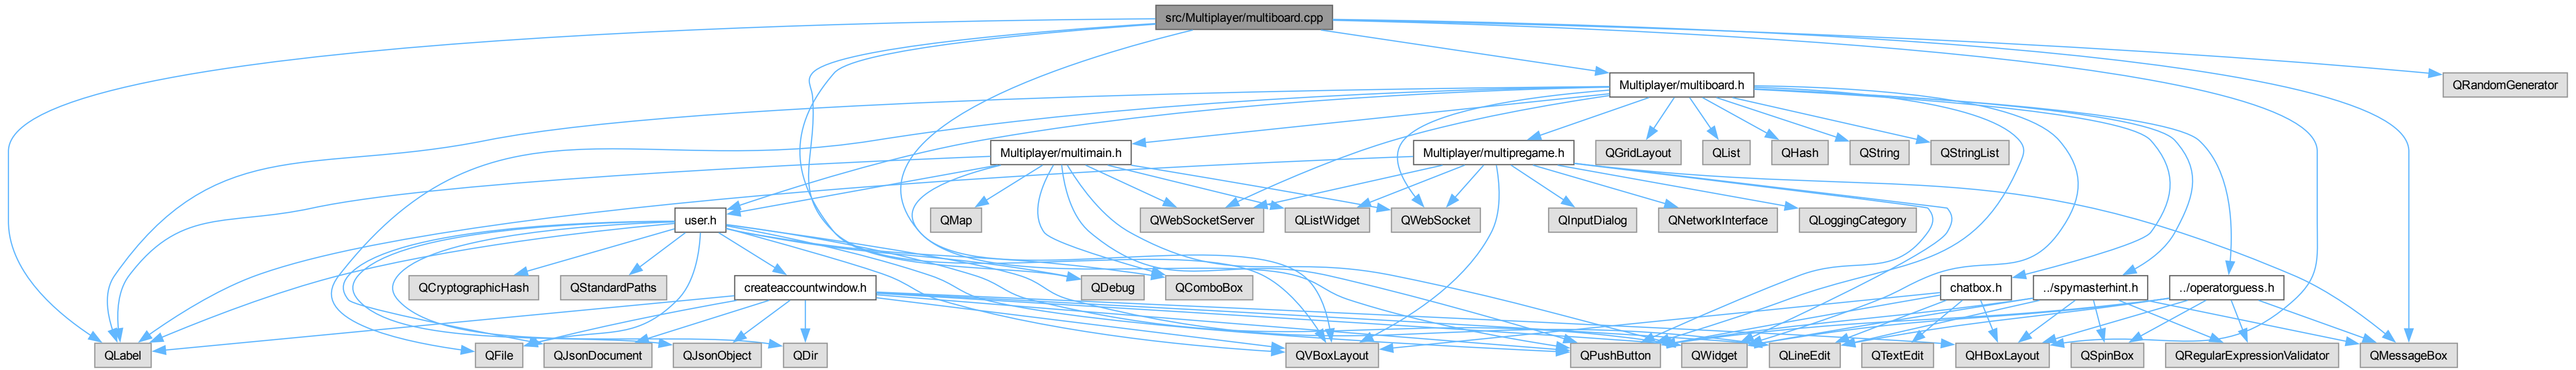 src/Multiplayer/multiboard.cpp
Multiplayer/multiboard.h
QRandomGenerator
Multiplayer/multimain.h
Multiplayer/multipregame.h
QGridLayout
QList
QHash
QString
QStringList
user.h
QMap
QWebSocketServer
QListWidget
QWebSocket
QInputDialog
QNetworkInterface
QLoggingCategory
QCryptographicHash
QStandardPaths
createaccountwindow.h
QDebug
QComboBox
chatbox.h
../spymasterhint.h
../operatorguess.h
QLabel
QFile
QJsonDocument
QJsonObject
QDir
QVBoxLayout
QPushButton
QWidget
QLineEdit
QTextEdit
QHBoxLayout
QSpinBox
QRegularExpressionValidator
QMessageBox